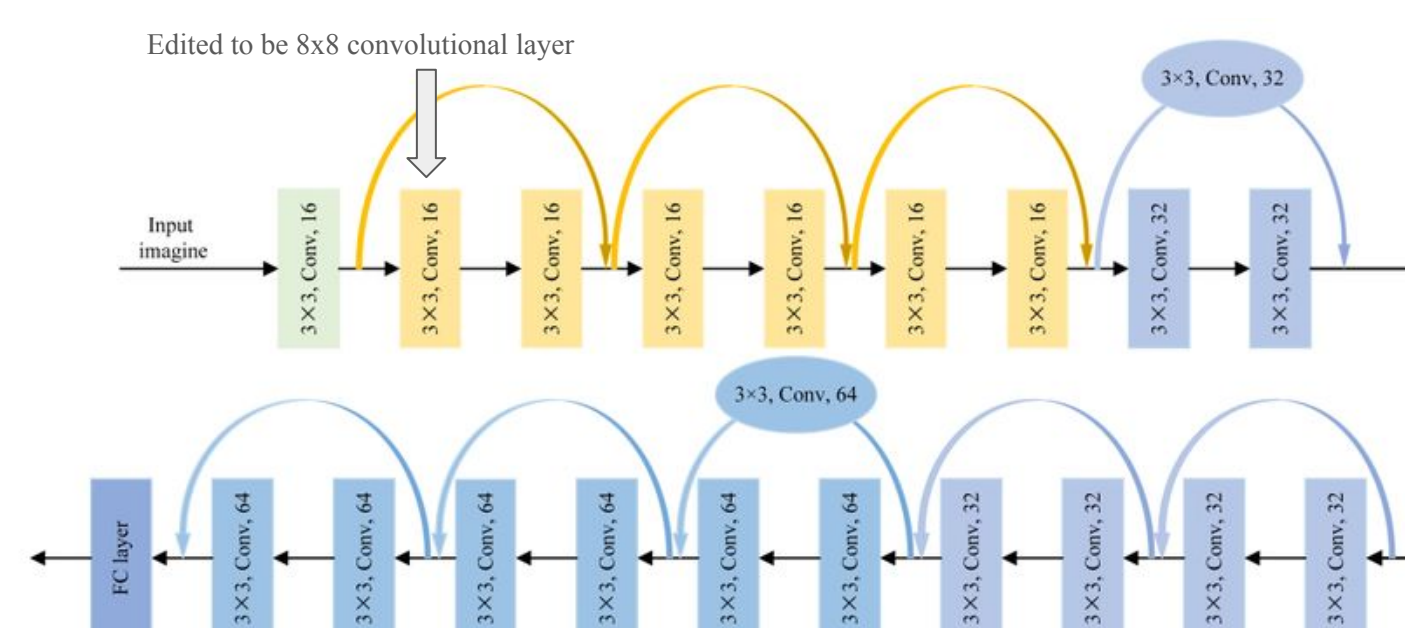 Edited to be 8x8 convolutional layer
3×3, Conv, 32
Input
imagine
3×3, Conv, 16
3×3, Conv, 16
3×3, Conv, 16
3×3, Conv, 16
3×3, Conv, 16
3×3, Conv, 16
3×3, Conv, 16
3×3, Conv, 32
3×3, Conv, 32
3×3, Conv, 64
FC layer
3×3, Conv, 64
3×3, Conv, 64
3×3, Conv, 64
3×3, Conv, 64
3×3, Conv, 64
3×3, Conv, 64
3×3, Conv, 32
3×3, Conv, 32
3×3, Conv, 32
3×3, Conv, 32